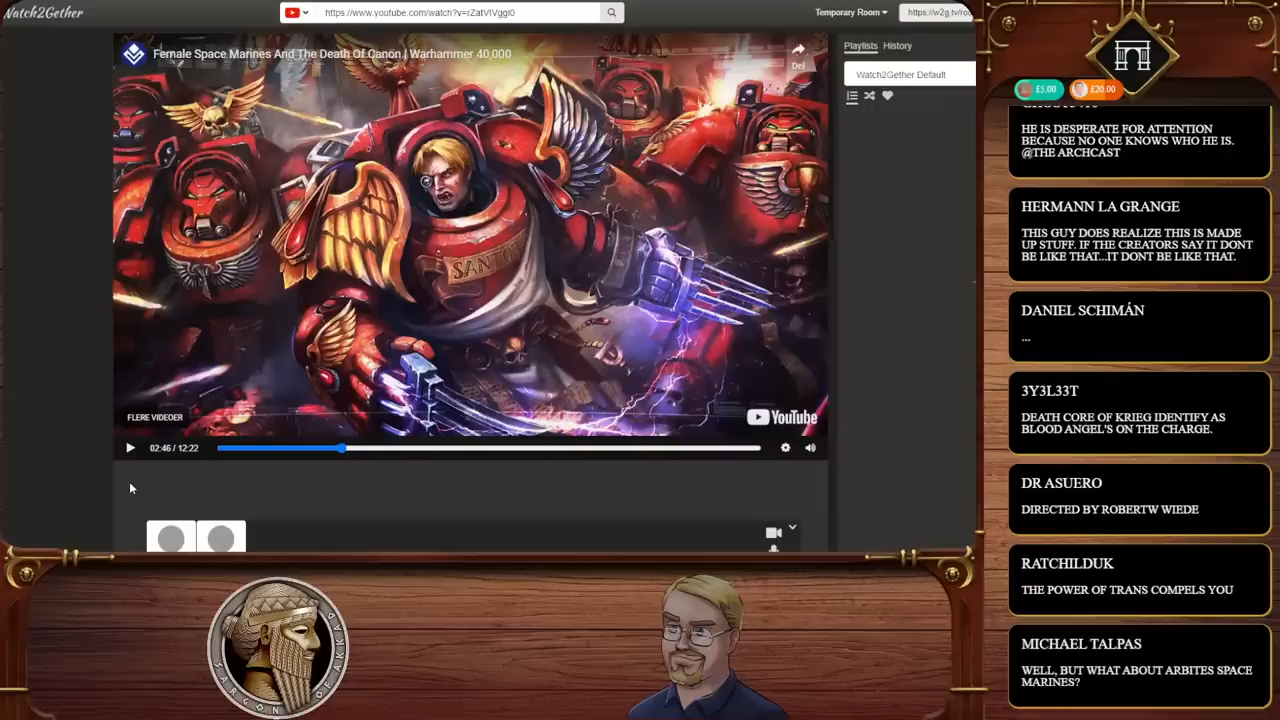 Watch2Gether
https://www.youtube.com/watch?v=rZatVIVggI0
Temporary Room
https://w2g.tv/roo
Female Space Marines And The Death Of Canon | Warhammer 40,000
Del
SANTO
FLERE VIDEOER
YouTube
02:46 / 12:22
Playlists History
Watch2Gether Default
£5.00
£20.00
HE IS DESPERATE FOR ATTENTION
BECAUSE NO ONE KNOWS WHO HE IS.
@THE ARCHCAST
HERMANN LA GRANGE
THIS GUY DOES REALIZE THIS IS MADE
UP STUFF. IF THE CREATORS SAY IT DONT
BE LIKE THAT...IT DONT BE LIKE THAT.
DANIEL SCHIMÁN
...
3Y3L33T
DEATH CORE OF KRIEG IDENTIFY AS
BLOOD ANGEL'S ON THE CHARGE.
DR ASUERO
DIRECTED BY ROBERTW WIEDE
RATCHILDUK
THE POWER OF TRANS COMPELS YOU
MICHAEL TALPAS
WELL, BUT WHAT ABOUT ARBITES SPACE
MARINES?
SARGON OF AKKAD